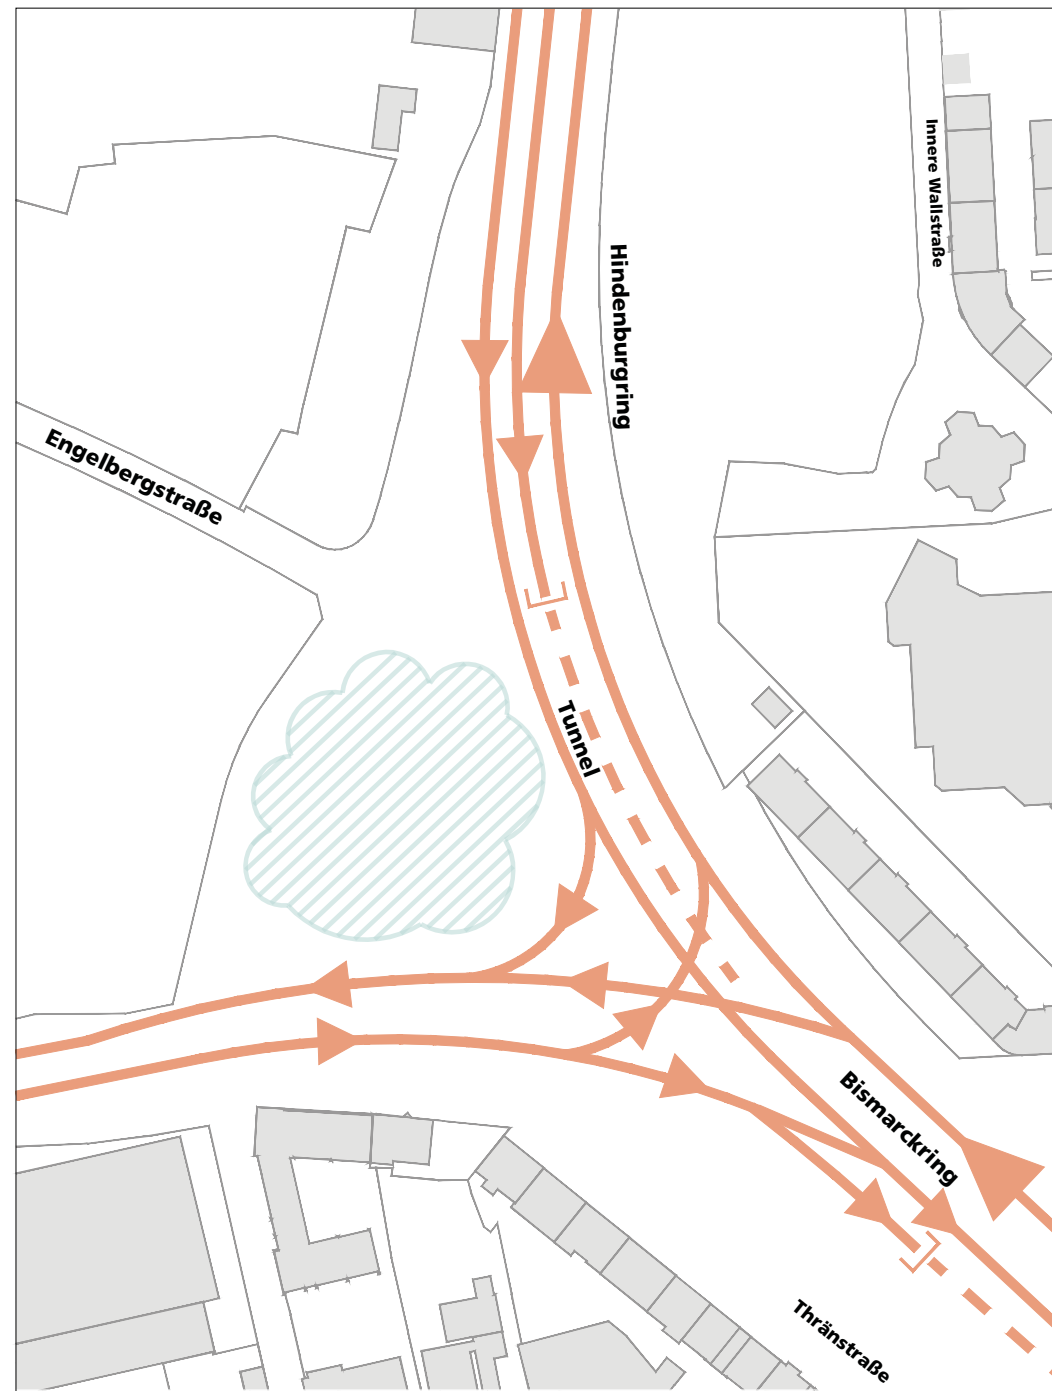 Innere Wallstraße
Hindenburgring
Engelbergstraße
Tunnel
Bismarckring
Thränstraße